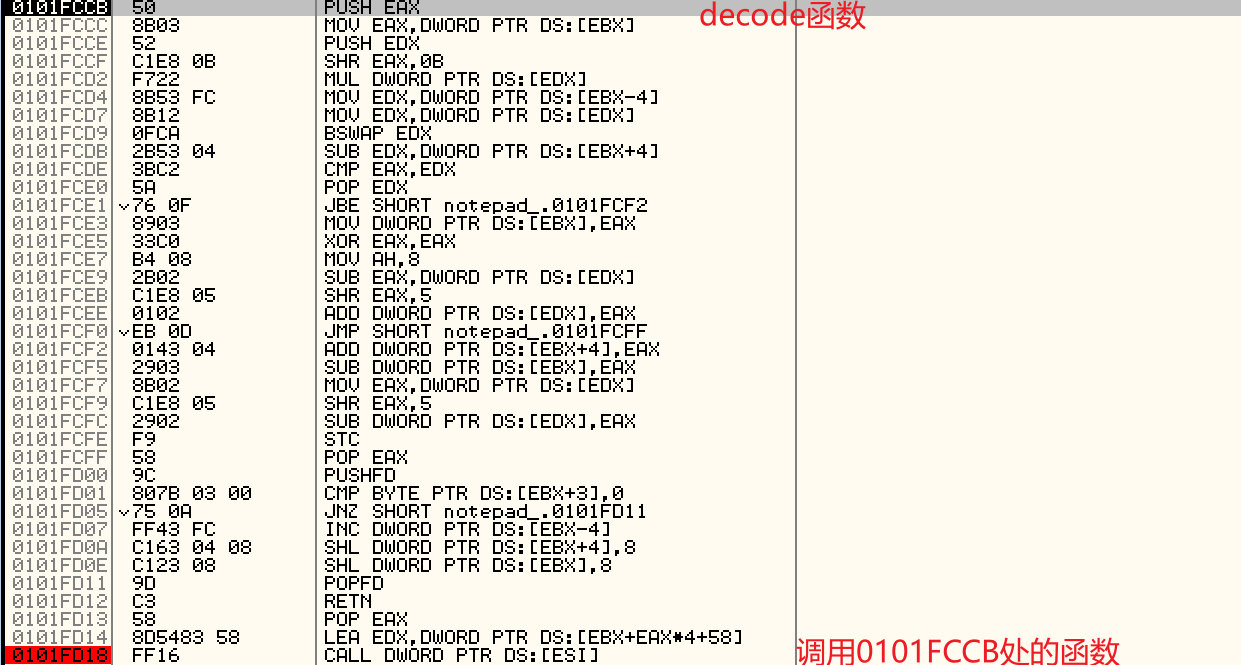 0101FCCB 50 PUSH EAX decode函数
0101FCCC 8B03 MOV EAX,DWORD PTR DS:[EBX]
0101FCCE 52 PUSH EDX
0101FCCF C1E8 0B SHR EAX,0B
0101FCD2 F722 MUL DWORD PTR DS:[EDX]
0101FCD4 8B53 FC MOV EDX,DWORD PTR DS:[EBX-4]
0101FCD7 8B12 MOV EDX,DWORD PTR DS:[EDX]
0101FCD9 0FCA BSWAP EDX
0101FCDB 2B53 04 SUB EDX,DWORD PTR DS:[EBX+4]
0101FCDE 3BC2 CMP EAX,EDX
0101FCE0 5A POP EDX
0101FCE1 76 0F JBE SHORT notepad_.0101FCF2
0101FCE3 8903 MOV DWORD PTR DS:[EBX],EAX
0101FCE5 33C0 XOR EAX,EAX
0101FCE7 B4 08 MOV AH,8
0101FCE9 2B02 SUB EAX,DWORD PTR DS:[EDX]
0101FCEB C1E8 05 SHR EAX,5
0101FCEE 0102 ADD DWORD PTR DS:[EDX],EAX
0101FCF0 EB 0D JMP SHORT notepad_.0101FCFF
0101FCF2 0143 04 ADD DWORD PTR DS:[EBX+4],EAX
0101FCF5 2903 SUB DWORD PTR DS:[EBX],EAX
0101FCF7 8B02 MOV EAX,DWORD PTR DS:[EDX]
0101FCF9 C1E8 05 SHR EAX,5
0101FCFC 2902 SUB DWORD PTR DS:[EDX],EAX
0101FCFE F9 STC
0101FCFF 58 POP EAX
0101FD00 9C PUSHFD
0101FD01 807B 03 00 CMP BYTE PTR DS:[EBX+3],0
0101FD05 75 0A JNZ SHORT notepad_.0101FD11
0101FD07 FF43 FC INC DWORD PTR DS:[EBX-4]
0101FD0A C163 04 08 SHL DWORD PTR DS:[EBX+4],8
0101FD0E C123 08 SHL DWORD PTR DS:[EBX],8
0101FD11 9D POPFD
0101FD12 C3 RETN
0101FD13 58 POP EAX
0101FD14 8D5483 58 LEA EDX,DWORD PTR DS:[EBX+EAX*4+58]
0101FD18 FF16 CALL DWORD PTR DS:[ESI] 调用0101FCCB处的函数